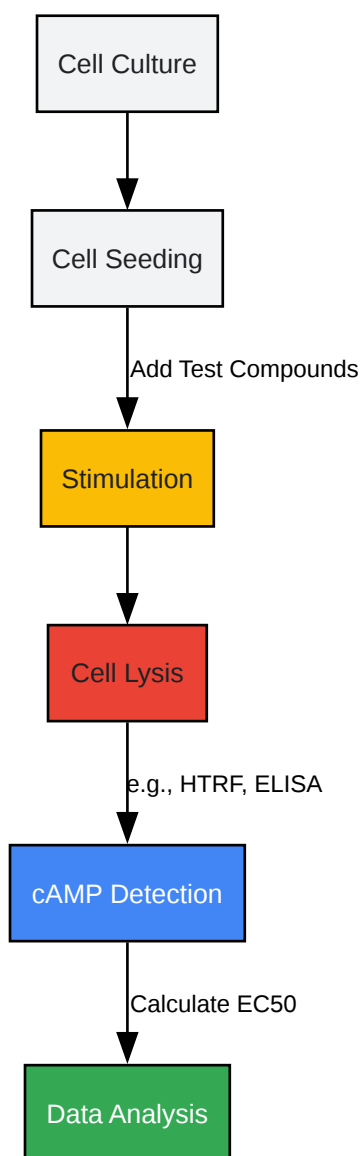 Cell Culture
Cell Seeding
Add Test Compounds
Stimulation
Cell Lysis
e.g., HTRF, ELISA
cAMP Detection
Calculate EC50
Data Analysis